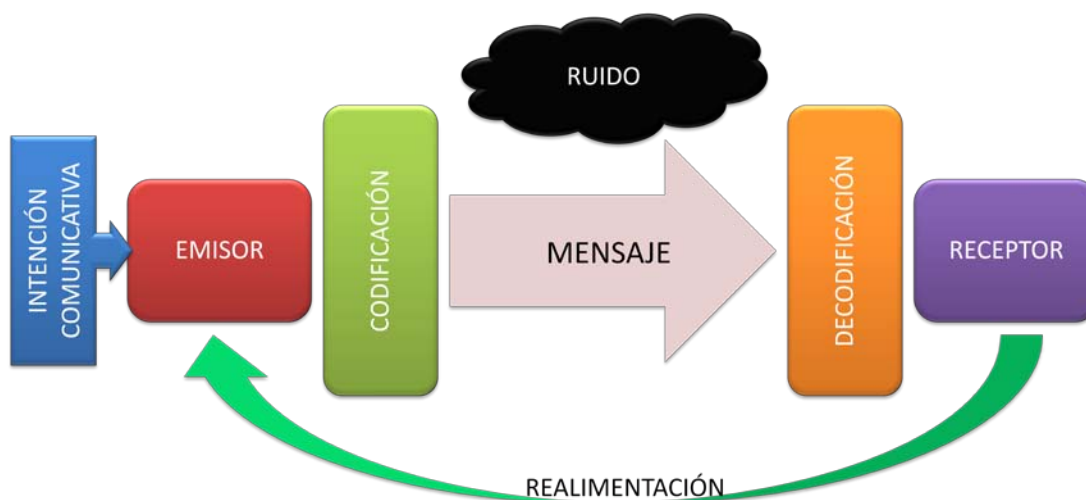 INTENCIÓN
COMUNICATIVA
EMISOR
CODIFICACIÓN
RUIDO
MENSAJE
DECODIFICACIÓN
RECEPTOR
REALIMENTACIÓN